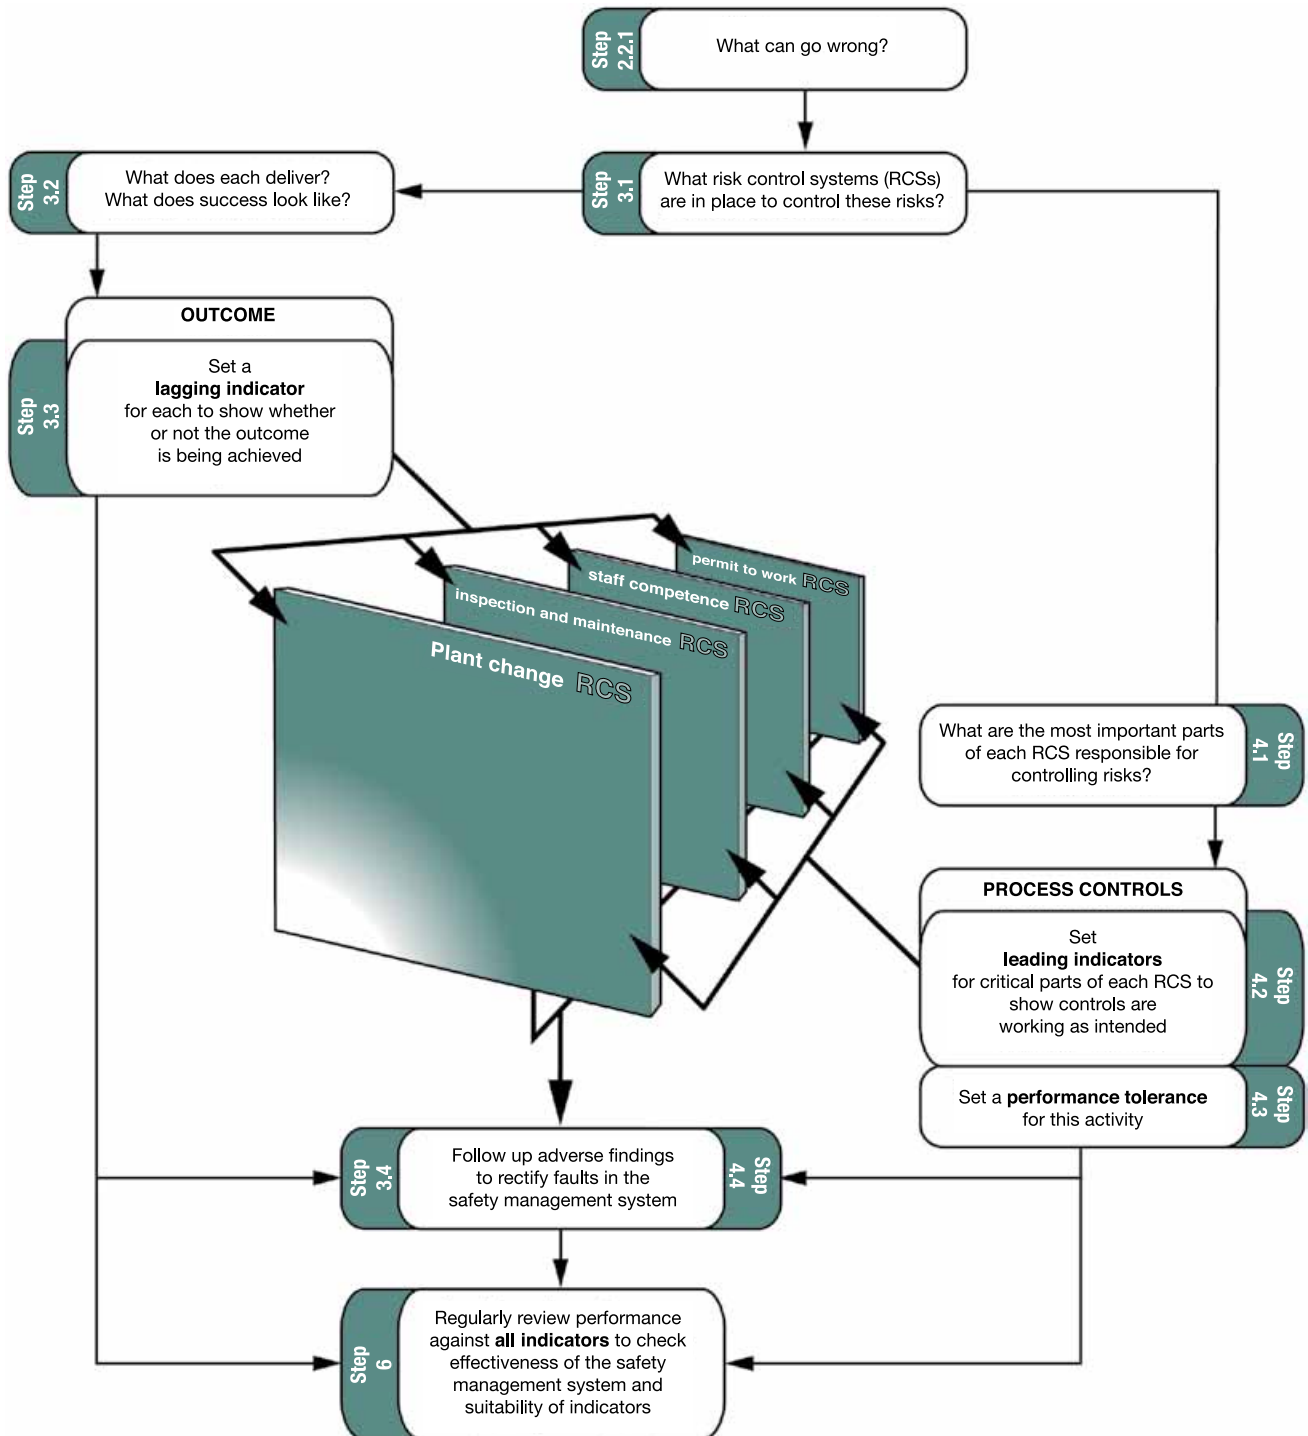 Step
2.2.1
What can go wrong?
Step
3.2
What does each deliver?
What does success look like?
Step
3.1
What risk control systems (RCSs)
are in place to control these risks?
OUTCOME
Step
3.3
Set a
lagging indicator
for each to show whether
or not the outcome
is being achieved
permit to work RCS
staff competence RCS
inspection and maintenance RCS
Plant change RCS
What are the most important parts
of each RCS responsible for
controlling risks?
Step
4.1
PROCESS CONTROLS
Set
leading indicators
for critical parts of each RCS to
show controls are
working as intended
Step
4.2
Set a performance tolerance
for this activity
Step
4.3
Step
3.4
Follow up adverse findings
to rectify faults in the
safety management system
Step
4.4
Step
6
Regularly review performance
against all indicators to check
effectiveness of the safety
management system and
suitability of indicators